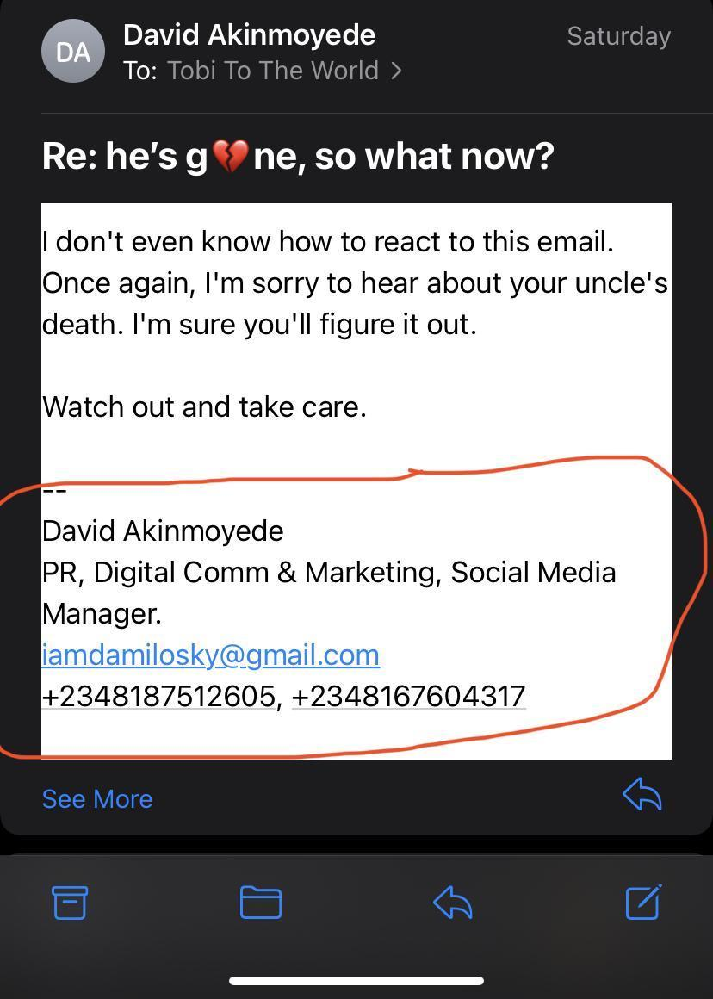 DA
David Akinmoyede
Saturday
To: Tobi To The World >
Re: he’s g💔ne, so what now?
I don't even know how to react to this email.
Once again, I'm sorry to hear about your uncle's
death. I'm sure you'll figure it out.
Watch out and take care.
--
David Akinmoyede
PR, Digital Comm & Marketing, Social Media
Manager.
iamdamilosky@gmail.com
+2348187512605, +2348167604317
See More